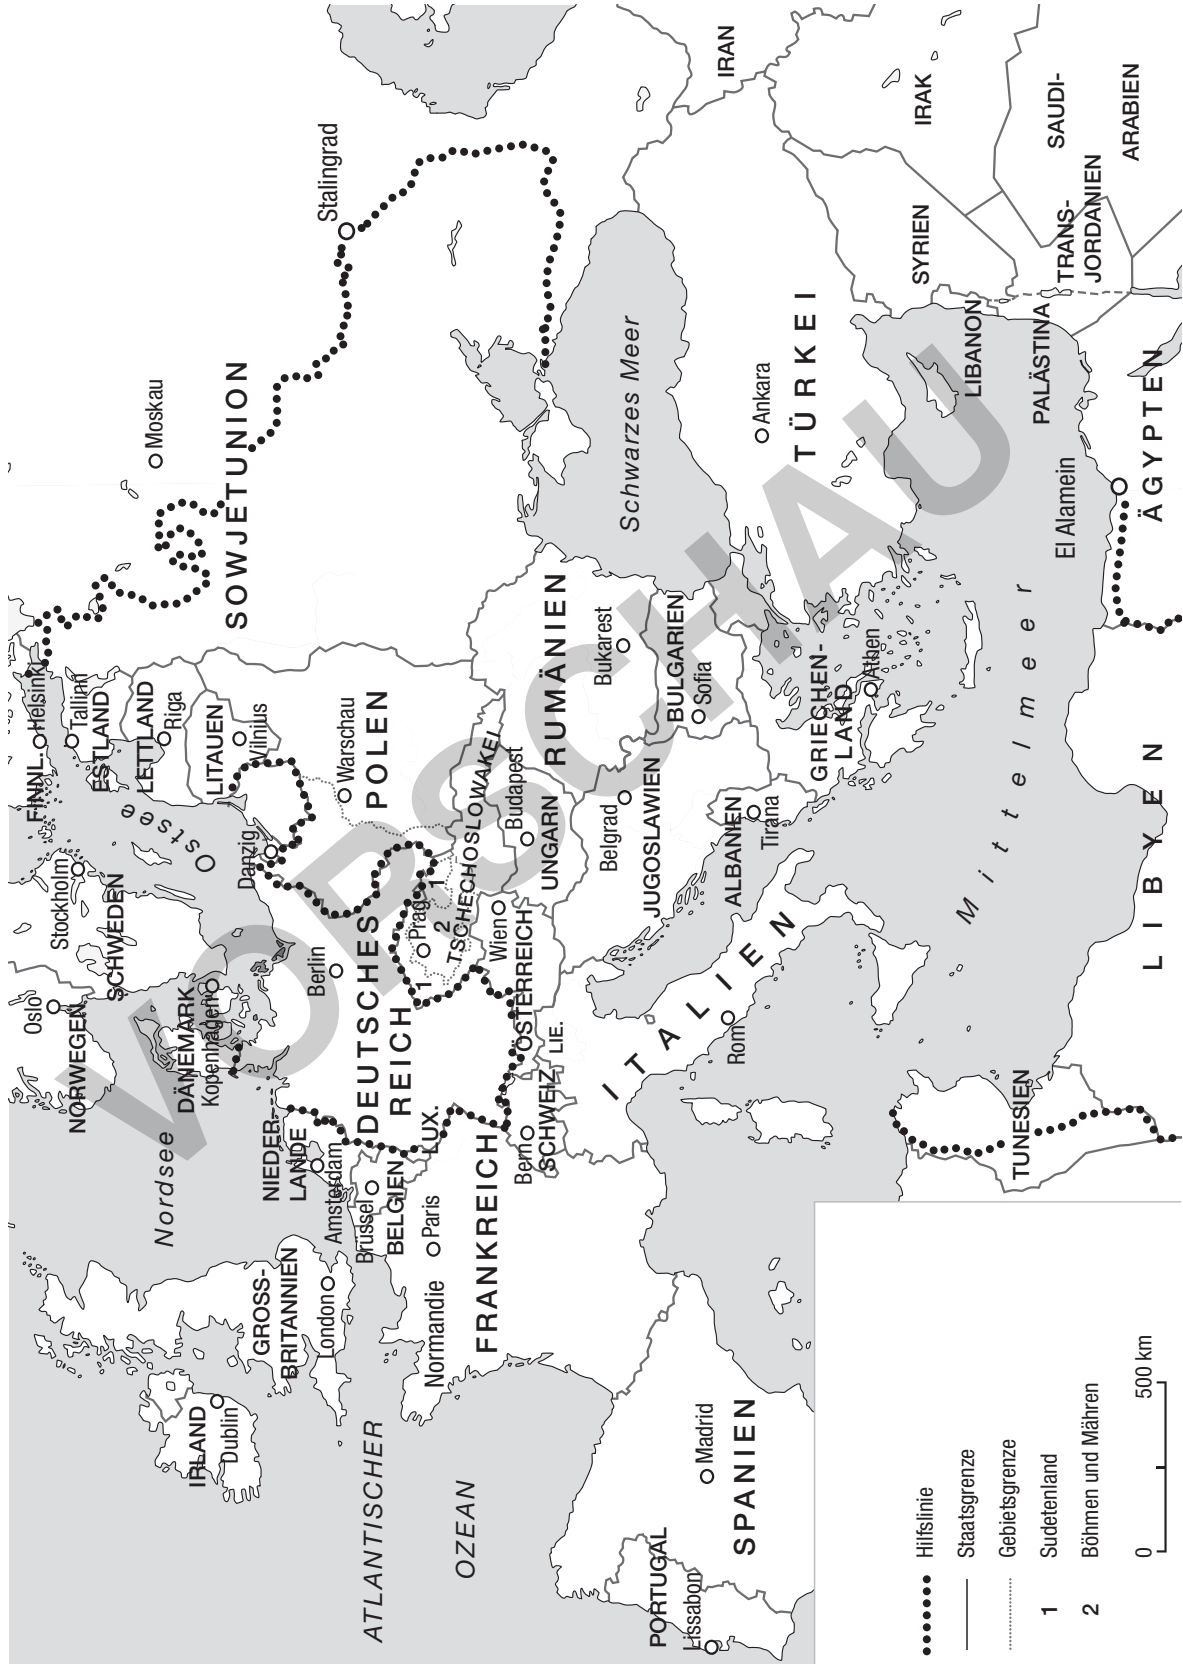 NORWEGEN
Oslo
SCHWEDEN
Stockholm
FINNL.
Helsinki
Tallinn
ESTLAND
LETTLAND
Riga
LITAUEN
Vilnius
Ostsee
Nordsee
DÄNEMARK
Kopenhagen
IRLAND
Dublin
GROSS-
BRITANNIEN
London
NIEDER-
LANDE
Amsterdam
Brüssel
BELGIEN
LUX.
DEUTSCHES
REICH
Berlin
Danzig
Warschau
POLEN
SOWJETUNION
Moskau
Stalingrad
ATLANTISCHER
OZEAN
Normandie
Paris
FRANKREICH
Bern
SCHWEIZ
LIE.
ÖSTERREICH
Wien
Prag
1
1
2
TSCHECHOSLOWAKEI
Budapest
UNGARN
RUMÄNIEN
Bukarest
Belgrad
JUGOSLAWIEN
BULGARIEN
Sofia
ALBANIEN
Tirana
GRIECHEN-
LAND
Athen
ITALIEN
Rom
PORTUGAL
Lissabon
Madrid
SPANIEN
Schwarzes Meer
Ankara
TÜRKEI
IRAN
IRAK
SYRIEN
LIBANON
PALÄSTINA
TRANS-
JORDANIEN
SAUDI-
ARABIEN
Mittelmeer
TUNESIEN
LIBYEN
El Alamein
ÄGYPTEN
Hilfslinie
Staatsgrenze
Gebietsgrenze
1 Sudetenland
2 Böhmen und Mähren
0 500 km
VORSCHAU